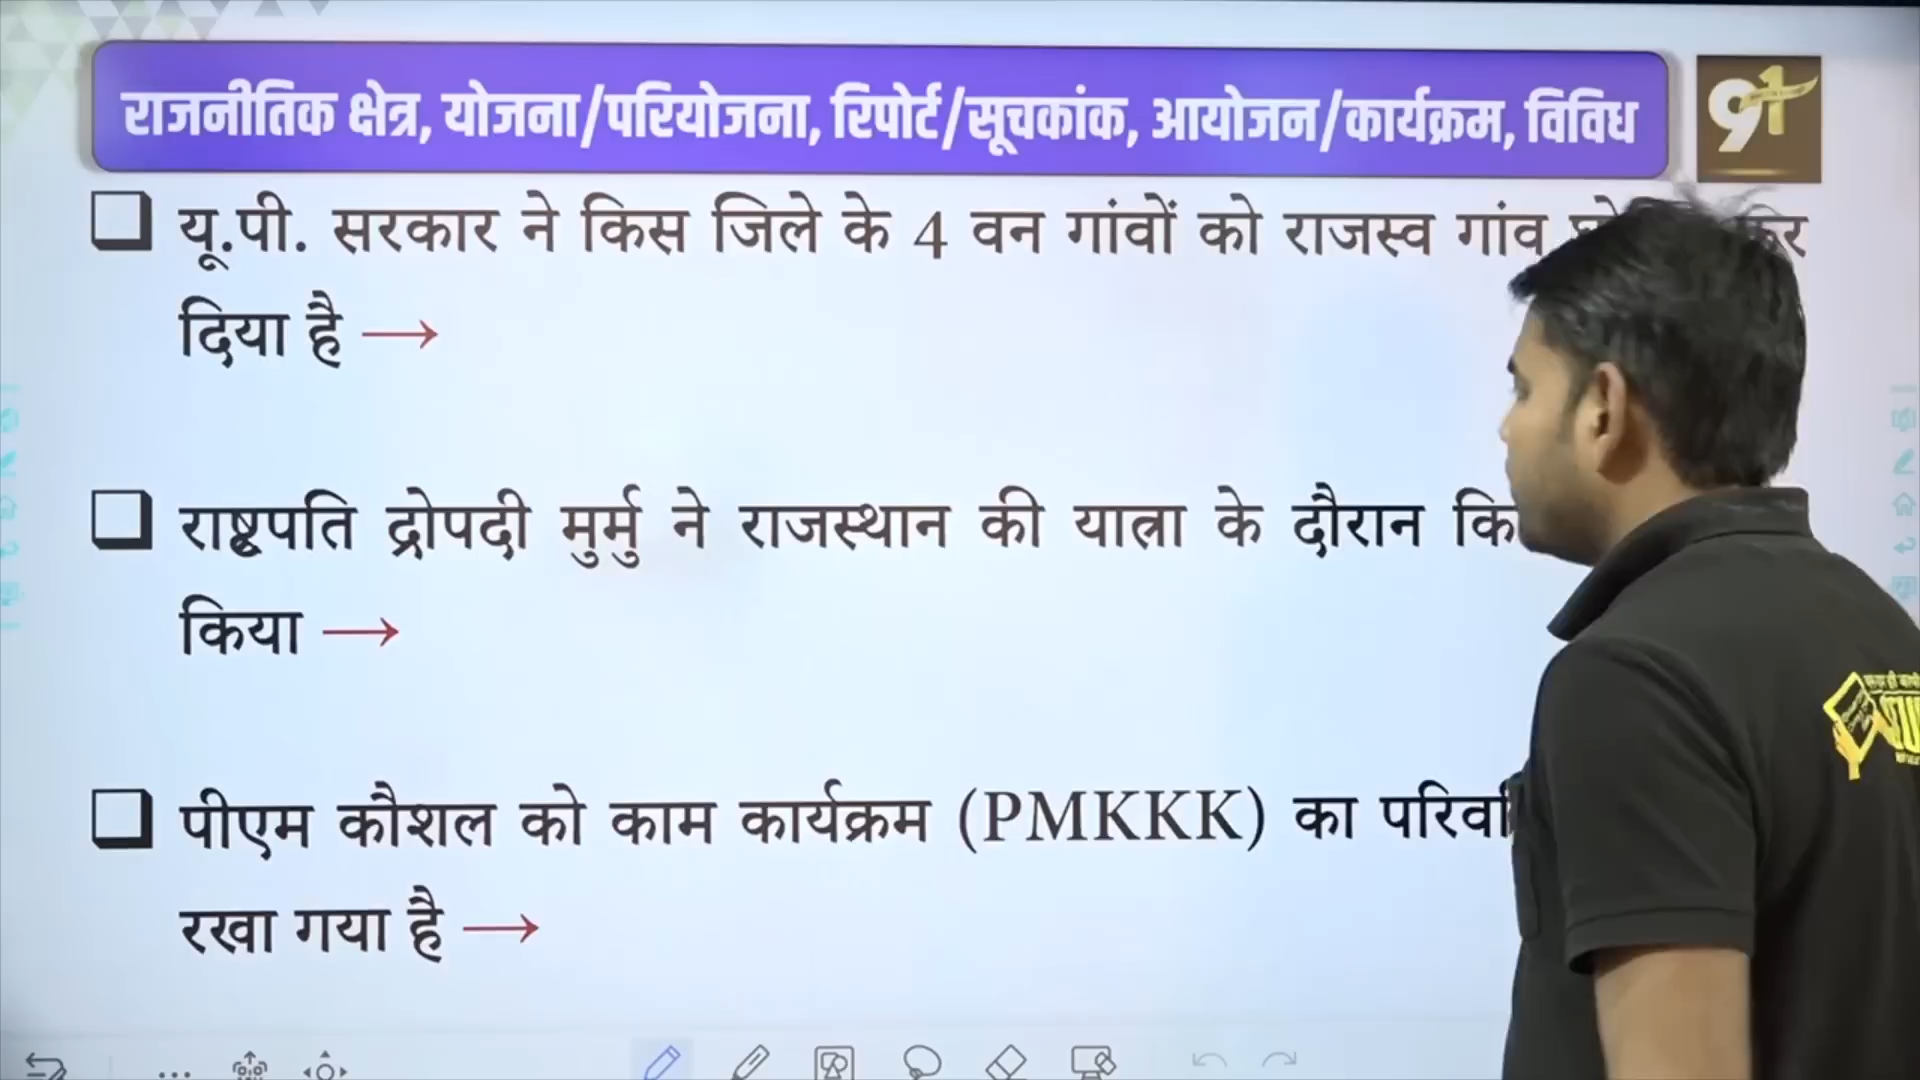 राजनीतिक क्षेत्र, योजना/परियोजना, रिपोर्ट/सूचकांक, आयोजन/कार्यक्रम, विविध
यू.पी. सरकार ने किस जिले के 4 वन गांवों को राजस्व गांव
दिया है →
राष्ट्रपति द्रोपदी मुर्मु ने राजस्थान की यात्रा के दौरान
किया →
पीएम कौशल को काम कार्यक्रम (PMKKK) का
रखा गया है →